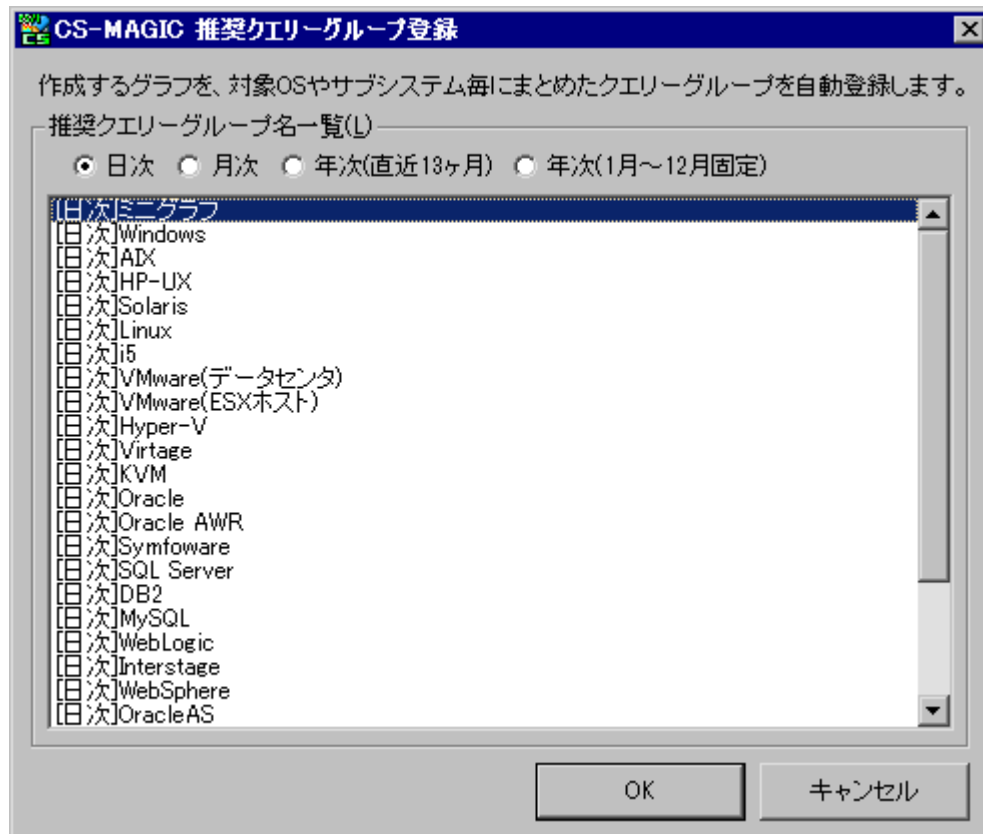 CS-MAGIC 推奨クエリーグループ登録
作成するグラフを、対象OSやサブシステム毎にまとめたクエリーグループを自動登録します。
推奨クエリーグループ名一覧(L)
日次 月次 年次(直近13ヶ月) 年次(1月～12月固定)
[日次]ミニグラフ
[日次]Windows
[日次]AIX
[日次]HP-UX
[日次]Solaris
[日次]Linux
[日次]i5
[日次]VMware(データセンタ)
[日次]VMware(ESXホスト)
[日次]Hyper-V
[日次]Virtage
[日次]KVM
[日次]Oracle
[日次]Oracle AWR
[日次]Symfoware
[日次]SQL Server
[日次]DB2
[日次]MySQL
[日次]WebLogic
[日次]Interstage
[日次]WebSphere
[日次]OracleAS
OK キャンセル